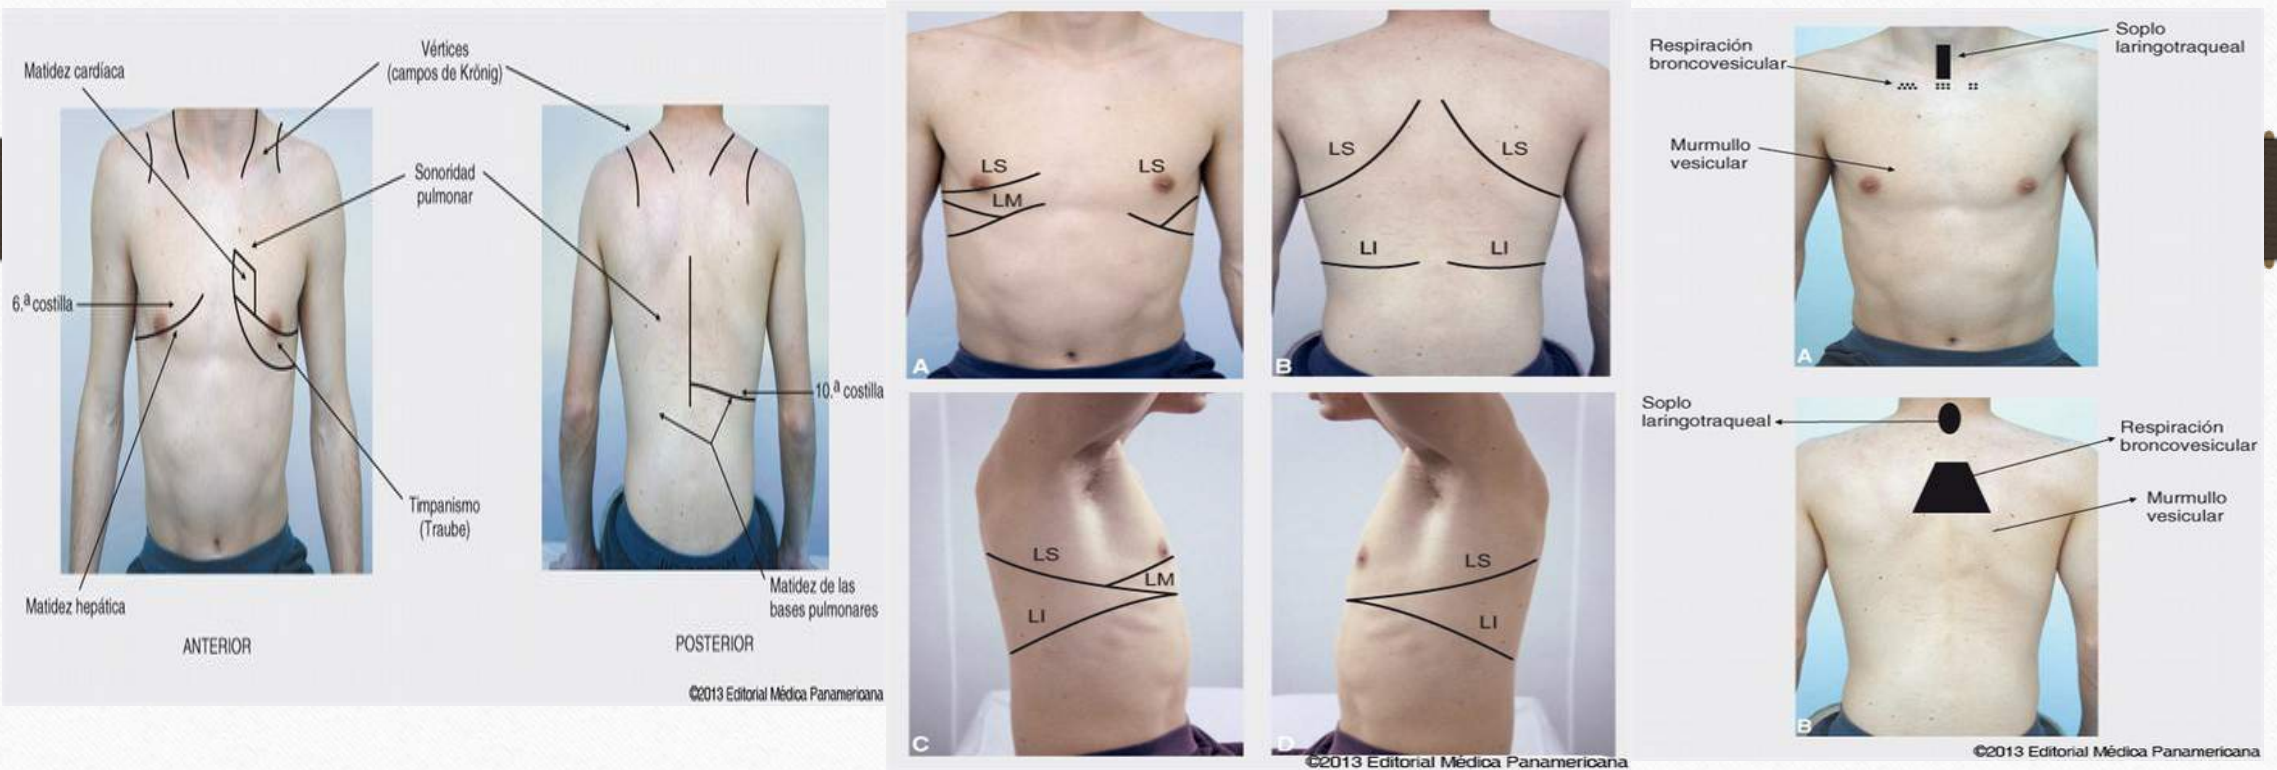 Vértices
(campos de Krönig)
Matidez cardíaca
Sonoridad
pulmonar
6.ª costilla
10.ª costilla
Timpanismo
(Traube)
Matidez hepática
Matidez de las
bases pulmonares
ANTERIOR
POSTERIOR
©2013 Editorial Médica Panamericana
LS
LS
LM
A
LS
LS
LI
LI
B
LS
LM
LI
C
LS
LI
D
©2013 Editorial Médica Panamericana
Respiración
broncovesicular
Soplo
laringotraqueal
Murmullo
vesicular
A
Soplo
laringotraqueal
Respiración
broncovesicular
Murmullo
vesicular
B
©2013 Editorial Médica Panamericana